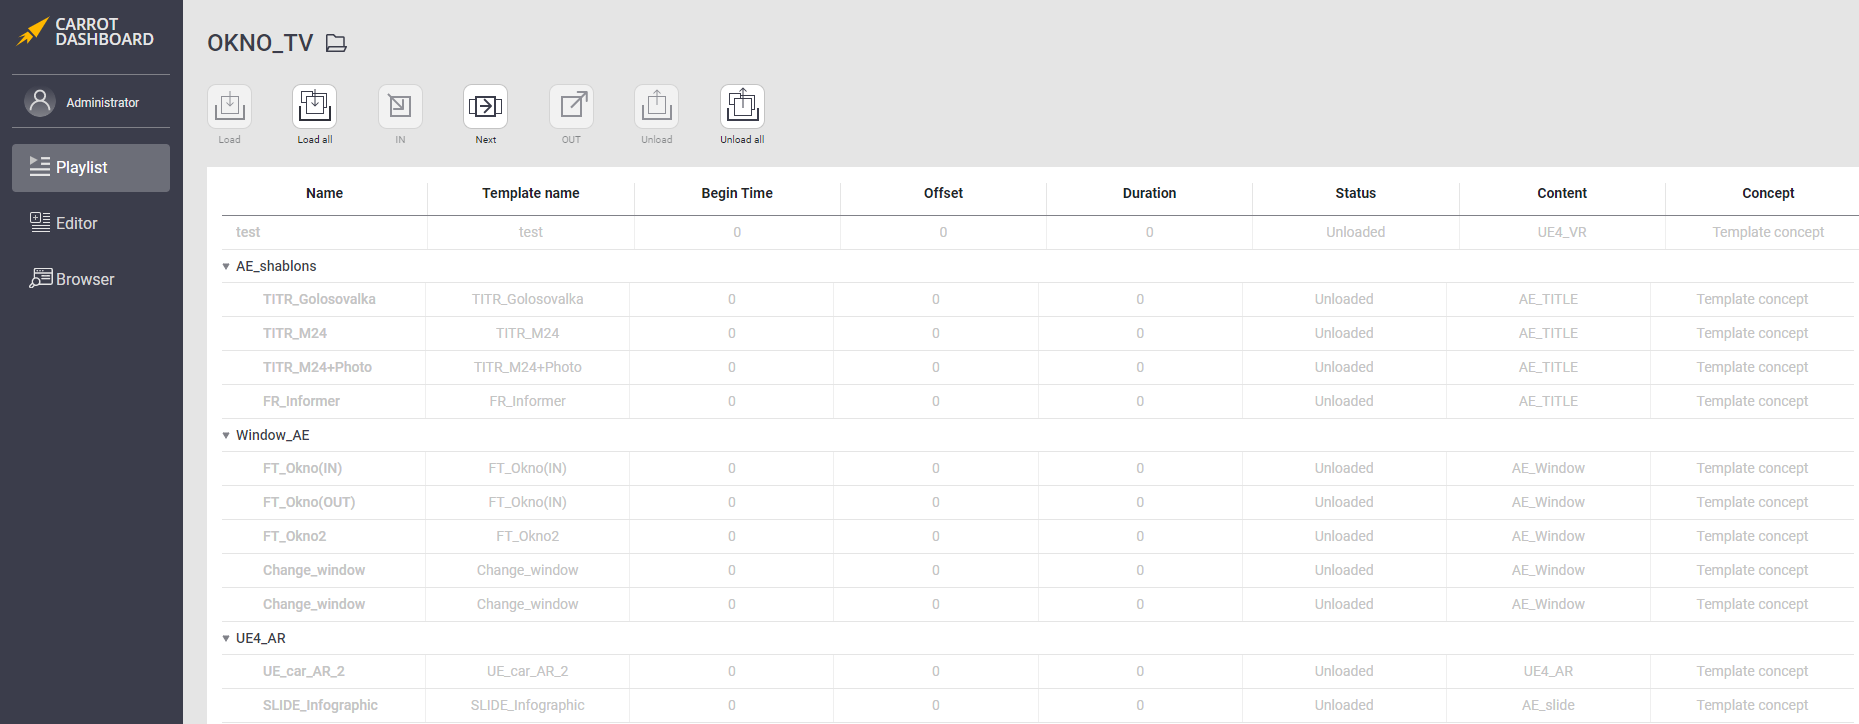 CARROT
DASHBOARD
Administrator
Playlist
Editor
Browser
OKNO_TV
Load Load all IN Next OUT Unload Unload all
Name Template name Begin Time Offset Duration Status Content Concept
test test 0 0 0 Unloaded UE4_VR Template concept
AE_shablons
TITR_Golosovalka TITR_Golosovalka 0 0 0 Unloaded AE_TITLE Template concept
TITR_M24 TITR_M24 0 0 0 Unloaded AE_TITLE Template concept
TITR_M24+Photo TITR_M24+Photo 0 0 0 Unloaded AE_TITLE Template concept
FR_Informer FR_Informer 0 0 0 Unloaded AE_TITLE Template concept
Window_AE
FT_Okno(IN) FT_Okno(IN) 0 0 0 Unloaded AE_Window Template concept
FT_Okno(OUT) FT_Okno(IN) 0 0 0 Unloaded AE_Window Template concept
FT_Okno2 FT_Okno2 0 0 0 Unloaded AE_Window Template concept
Change_window Change_window 0 0 0 Unloaded AE_Window Template concept
Change_window Change_window 0 0 0 Unloaded AE_Window Template concept
UE4_AR
UE_car_AR_2 UE_car_AR_2 0 0 0 Unloaded UE4_AR Template concept
SLIDE_Infographic SLIDE_Infographic 0 0 0 Unloaded AE_slide Template concept